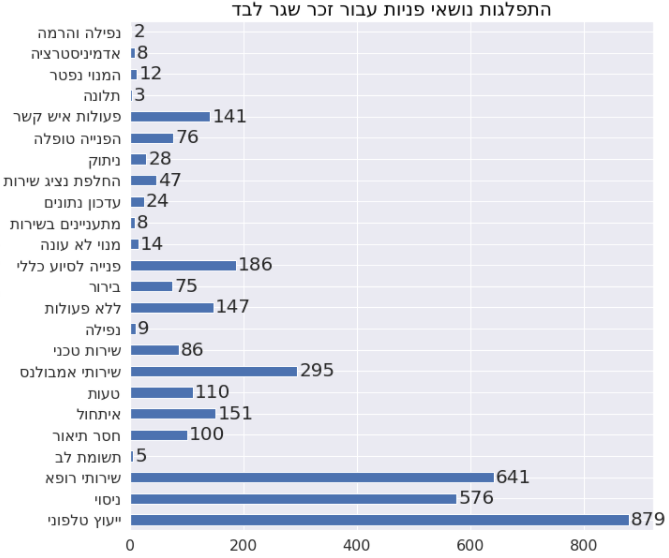 התפלגות נושאי פניות עבור זכר שגר לבד
נפילה והרמה 2
אדמיניסטרציה 8
המנוי נפטר 12
תלונה 3
פעולות איש קשר 141
הפנייה טופלה 76
ניתוק 28
החלפת נציג שירות 47
עדכון נתונים 24
מתעניינים בשירות 8
מנוי לא עונה 14
פנייה לסיוע כללי 186
בירור 75
ללא פעולות 147
נפילה 9
שירות טכני 86
שירותי אמבולנס 295
טעות 110
איתחול 151
חסר תיאור 100
תשומת לב 5
שירותי רופא 641
ניסוי 576
ייעוץ טלפוני 879
0 200 400 600 800